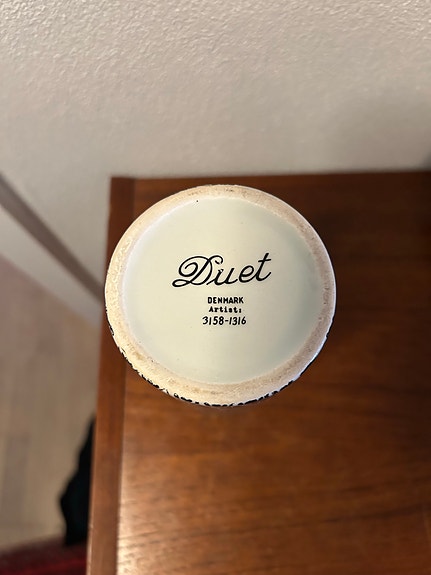 Duet
DENMARK
Artist:
3158-1316